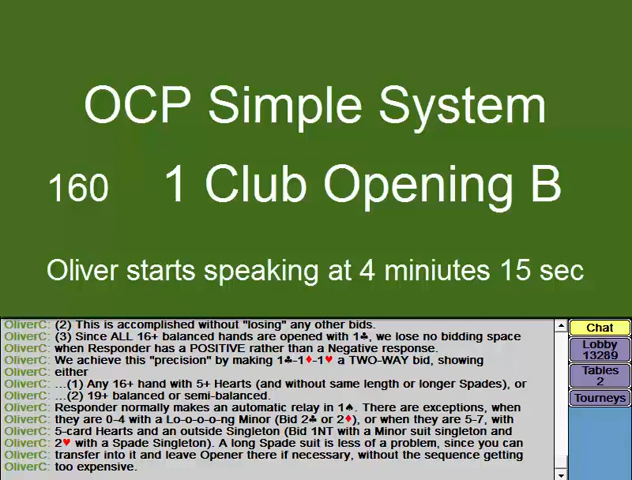 OCP Simple System
160 1 Club Opening B
Oliver starts speaking at 4 miniutes 15 sec
OliverC: (2) This is accomplished without "losing" any other bids.
OliverC: (3) Since ALL 16+ balanced hands are opened with 1♣, we lose no bidding space
OliverC: when Responder has a POSITIVE rather than a Negative response.
OliverC: We achieve this "precision" by making 1♣-1♦-1♥ a TWO-WAY bid, showing
OliverC: either
OliverC: ...(1) Any 16+ hand with 5+ Hearts (and without same length or longer Spades), or
OliverC: ...(2) 19+ balanced or semi-balanced.
OliverC: Responder normally makes an automatic relay in 1♠. There are exceptions, when
OliverC: they are 0-4 with a Lo-o-o-o-ng Minor (Bid 2♣ or 2♦), or when they are 5-7, with
OliverC: 5-card Hearts and an outside Singleton (Bid 1NT with a Minor suit singleton and
OliverC: 2♥ with a Spade Singleton). A long Spade suit is less of a problem, since you can
OliverC: transfer into it and leave Opener there if necessary, without the sequence getting
OliverC: too expensive.
Chat
Lobby
13289
Tables
2
Tourneys